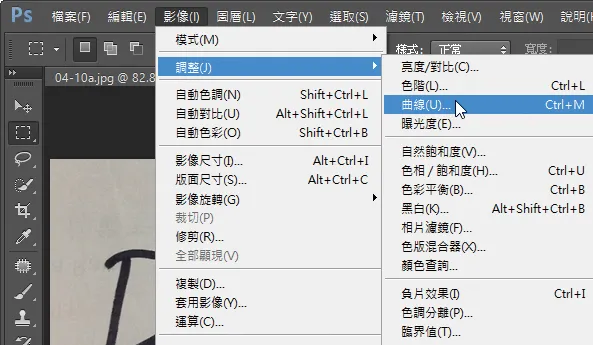 Ps 檔案(F) 編輯(E) 影像(I) 圖層(L) 文字(Y) 選取(S) 濾鏡(T) 檢視(V) 視窗(W) 說明(H
樣式: 正常 寬度:
04-10a.jpg @ 82.8
模式(M)
調整(J)
自動色調(N) Shift+Ctrl+L
自動對比(U) Alt+Shift+Ctrl+L
自動色彩(O) Shift+Ctrl+B
影像尺寸(I)... Alt+Ctrl+I
版面尺寸(S)... Alt+Ctrl+C
影像旋轉(G)
裁切(P)
修剪(R)...
全部顯現(V)
複製(D)...
套用影像(Y)...
運算(C)...
亮度/對比(C)...
色階(L)... Ctrl+L
曲線(U)... Ctrl+M
曝光度(E)...
自然飽和度(V)...
色相/飽和度(H)... Ctrl+U
色彩平衡(B)... Ctrl+B
黑白(K)... Alt+Shift+Ctrl+B
相片濾鏡(F)...
色版混合器(X)...
顏色查詢...
負片效果(I) Ctrl+I
色調分離(P)...
臨界值(T)...